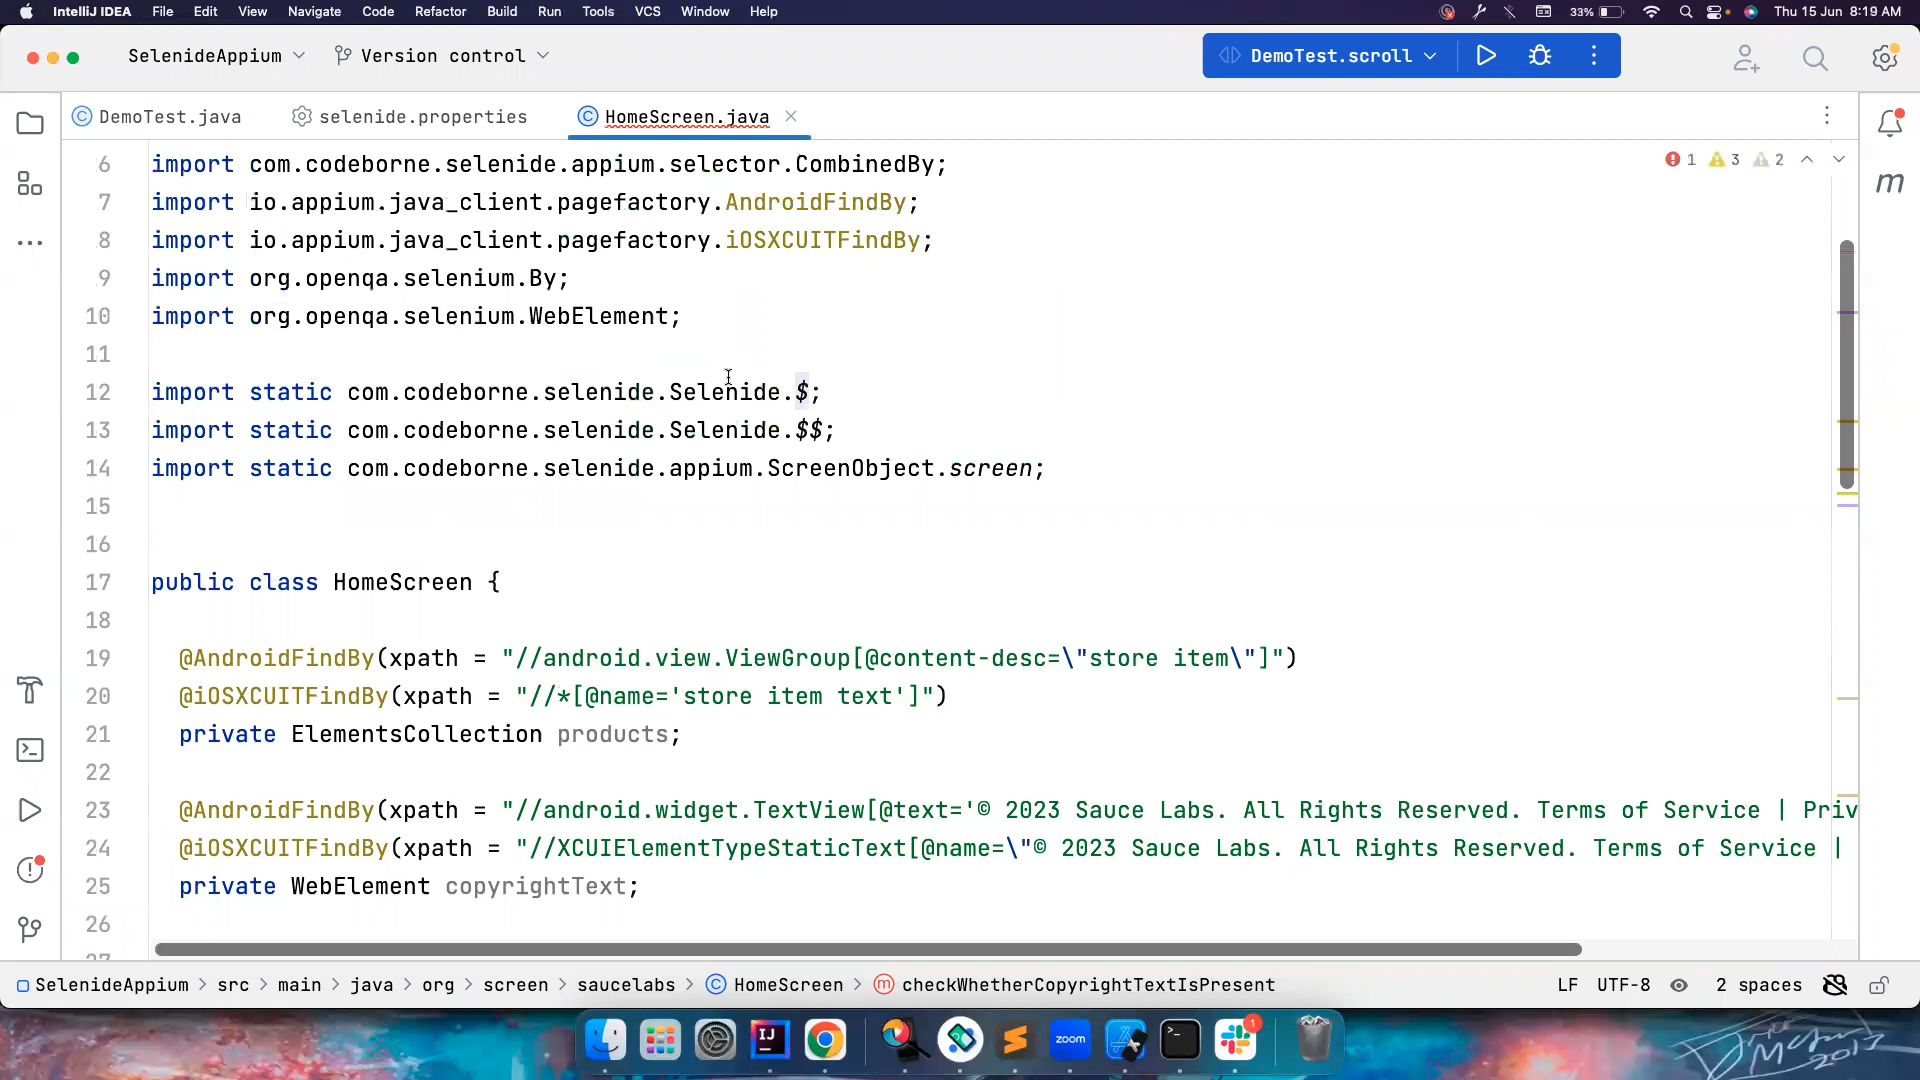 IntelliJ IDEA File Edit View Navigate Code Refactor Build Run Tools VCS Window Help 33% Thu 15 Jun 8:19 AM
SelenideAppium Version control DemoTest.scroll
DemoTest.java selenide.properties HomeScreen.java
1 3 2
6 import com.codeborne.selenide.appium.selector.CombinedBy;
7 import io.appium.java_client.pagefactory.AndroidFindBy;
8 import io.appium.java_client.pagefactory.iOSXCUITFindBy;
9 import org.openqa.selenium.By;
10 import org.openqa.selenium.WebElement;
11
12 import static com.codeborne.selenide.Selenide.$;
13 import static com.codeborne.selenide.Selenide.$$;
14 import static com.codeborne.selenide.appium.ScreenObject.screen;
15
16
17 public class HomeScreen {
18
19 @AndroidFindBy(xpath = "//android.view.ViewGroup[@content-desc=\"store item\"]")
20 @iOSXCUITFindBy(xpath = "//*[@name='store item text']")
21 private ElementsCollection products;
22
23 @AndroidFindBy(xpath = "//android.widget.TextView[@text='© 2023 Sauce Labs. All Rights Reserved. Terms of Service | Priv
24 @iOSXCUITFindBy(xpath = "//XCUIElementTypeStaticText[@name=\"© 2023 Sauce Labs. All Rights Reserved. Terms of Service |
25 private WebElement copyrightText;
26
SelenideAppium > src > main > java > org > screen > saucelabs > HomeScreen > checkWhetherCopyrightTextIsPresent LF UTF-8 2 spaces
IJ zoom 1